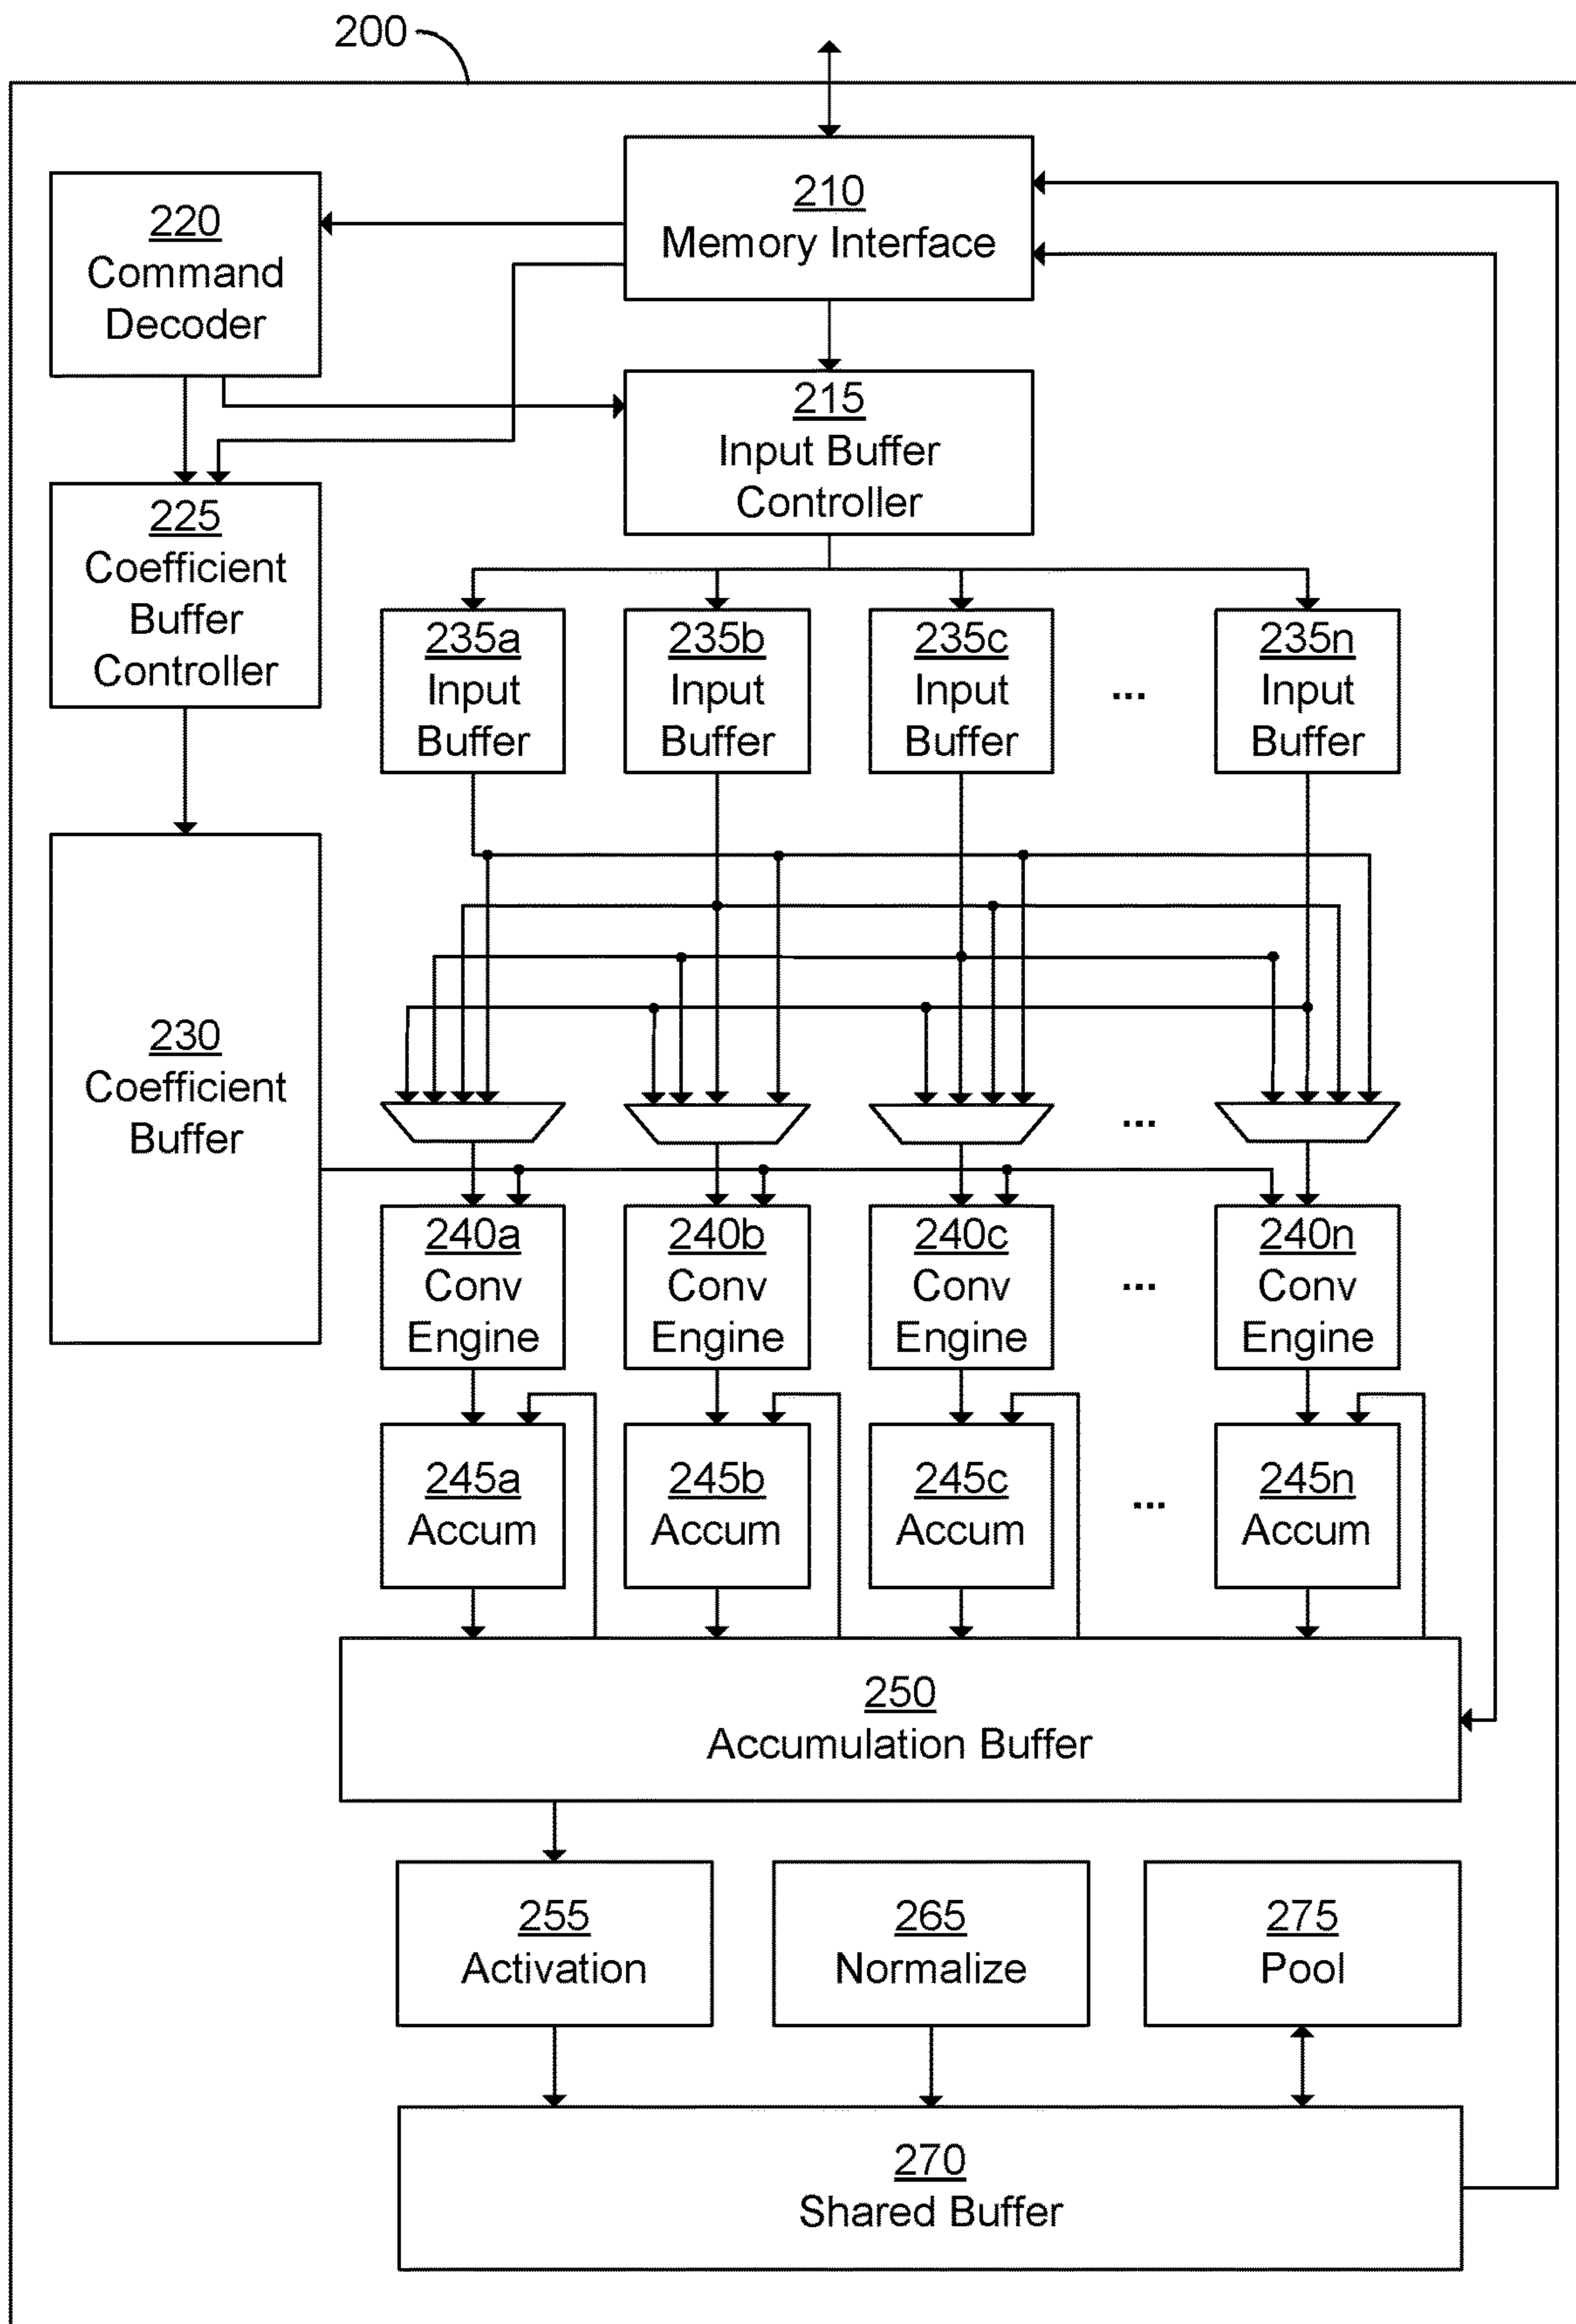 200
210
Memory Interface
220
Command
Decoder
215
Input Buffer
Controller
225
Coefficient
Buffer
Controller
235a
Input
Buffer
235b
Input
Buffer
235c
Input
Buffer
...
235n
Input
Buffer
230
Coefficient
Buffer
...
240a
Conv
Engine
240b
Conv
Engine
240c
Conv
Engine
...
240n
Conv
Engine
245a
Accum
245b
Accum
245c
Accum
...
245n
Accum
250
Accumulation Buffer
255
Activation
265
Normalize
275
Pool
270
Shared Buffer